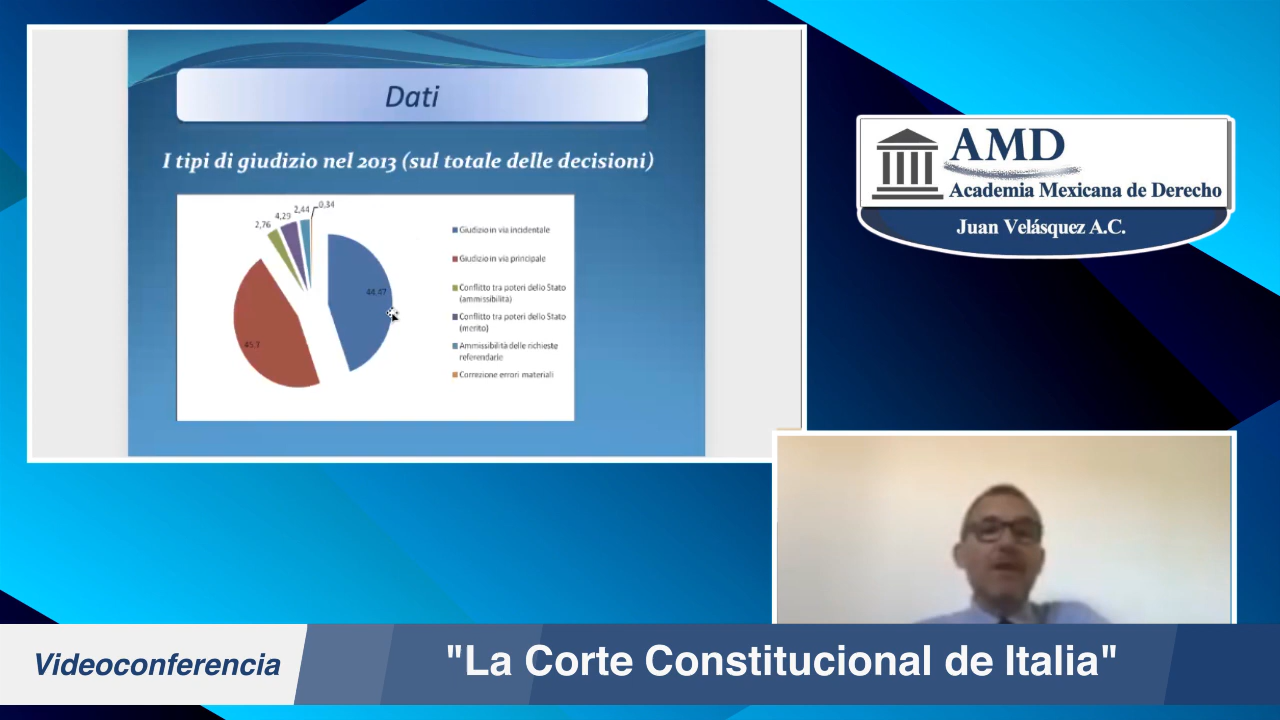 Dati
I tipi di giudizio nel 2013 (sul totale delle decisioni)
2,76
4,29
2,44
0,34
44,47
45,1
Giudizio in via incidentale
Giudizio in via principale
Conflitto tra poteri dello Stato
(ammissibilità)
Conflitto tra poteri dello Stato
(merito)
Ammissibilità delle richieste
referendarie
Correzione errori materiali
AMD
Academia Mexicana de Derecho
Juan Velásquez A.C.
Videoconferencia
"La Corte Constitucional de Italia"